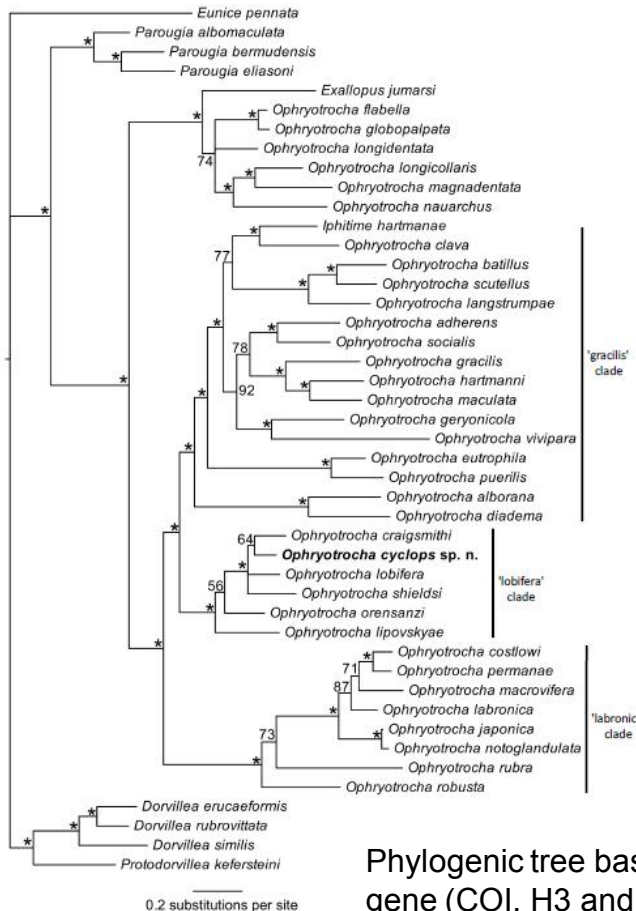 Eunice pennata
Parougia albomaculata
Parougia bermudensis
Parougia eliasoni
Exallopus jumarsi
Ophryotrocha flabella
Ophryotrocha globopalpata
Ophryotrocha longidentata
74
Ophryotrocha longicollaris
Ophryotrocha magnadentata
Ophryotrocha nauarchus
Iphitime hartmanae
Ophryotrocha clava
77
Ophryotrocha batillus
Ophryotrocha scutellus
Ophryotrocha langstrumpae
Ophryotrocha adherens
Ophryotrocha socialis
78
Ophryotrocha gracilis
'gracilis'
clade
Ophryotrocha hartmanni
92
Ophryotrocha maculata
Ophryotrocha geryonicola
Ophryotrocha vivipara
Ophryotrocha eutrophila
Ophryotrocha puerilis
Ophryotrocha alborana
Ophryotrocha diadema
Ophryotrocha craigsmithi
64
Ophryotrocha cyclops sp. n.
Ophryotrocha lobifera
'lobifera'
clade
56
Ophryotrocha shieldsi
Ophryotrocha orensanzi
Ophryotrocha lipovskyae
Ophryotrocha costlowi
71
Ophryotrocha permanae
87
Ophryotrocha macrovifera
Ophryotrocha labronica
'labronic
clade
Ophryotrocha japonica
73
Ophryotrocha notoglandulata
Ophryotrocha rubra
Ophryotrocha robusta
Dorvillea erucaeformis
Dorvillea rubrovittata
Dorvillea similis
Protodorvillea kefersteini
0.2 substitutions per site
Phylogenic tree bas
gene (COI, H3 and